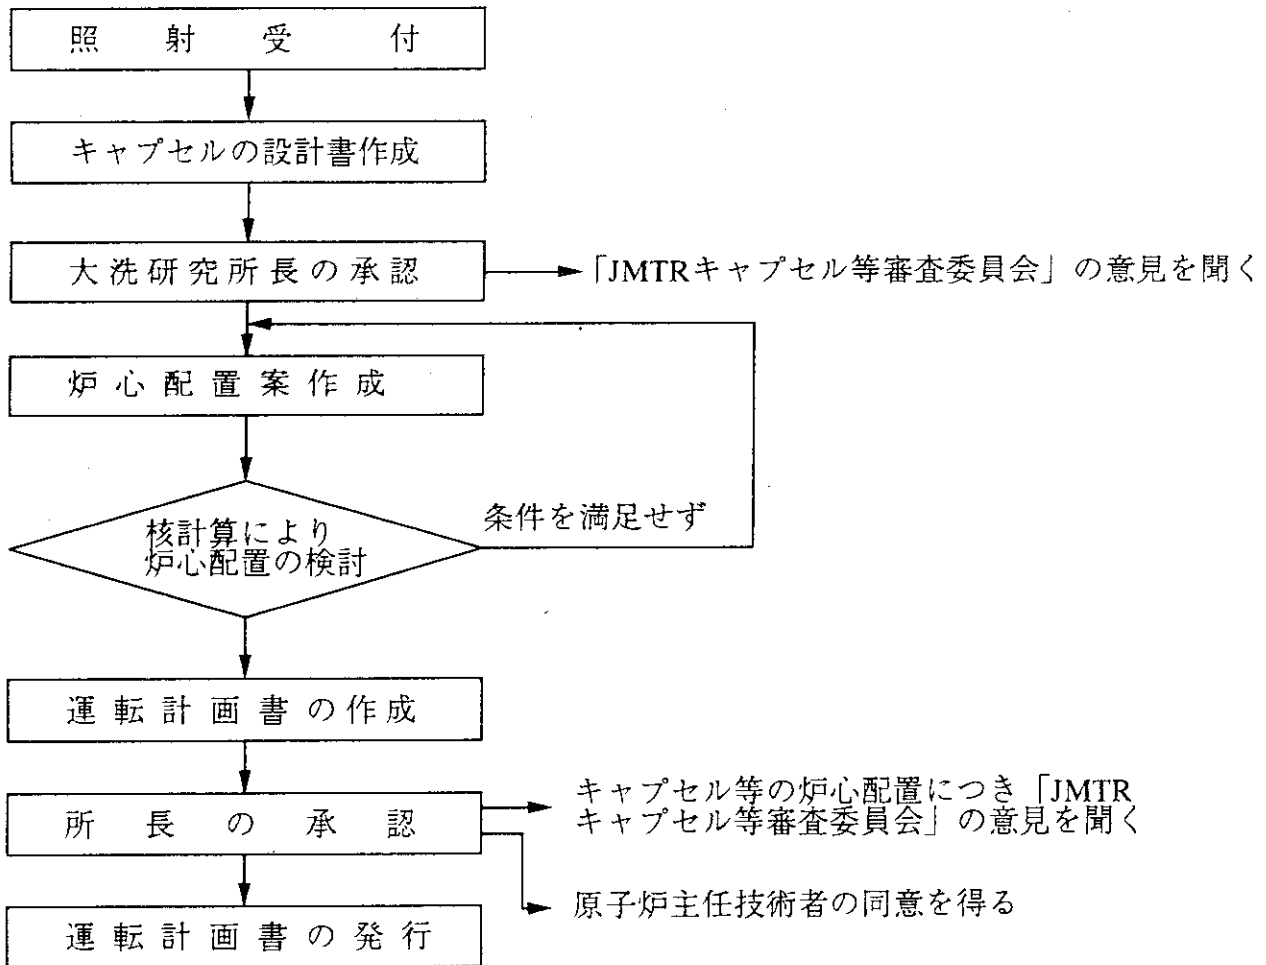 照射受付
キャプセルの設計書作成
大洗研究所長の承認
「JMTRキャプセル等審査委員会」の意見を聞く
炉心配置案作成
条件を満足せず
核計算により
炉心配置の検討
運転計画書の作成
所長の承認
キャプセル等の炉心配置につき「JMTR
キャプセル等審査委員会」の意見を聞く
原子炉主任技術者の同意を得る
運転計画書の発行